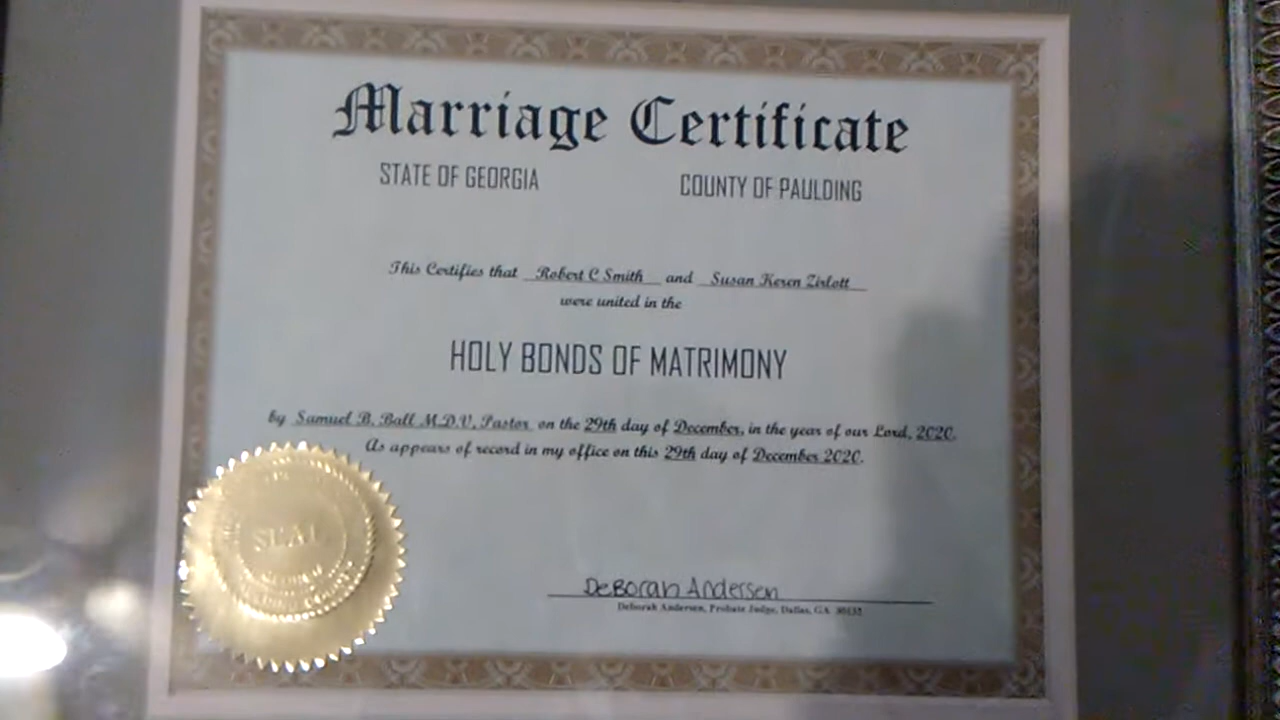 Marriage Certificate
STATE OF GEORGIA COUNTY OF PAULDING
This Certifies that Robert C Smith and Susan Keren Zirlott
were united in the
HOLY BONDS OF MATRIMONY
by Samuel B. Ball M.D.V, Pastor on the 29th day of December, in the year of our Lord, 2020.
As appears of record in my office on this 29th day of December 2020.
SEAL
DeBorah Andersen
Deborah Andersen, Probate Judge, Dallas, GA